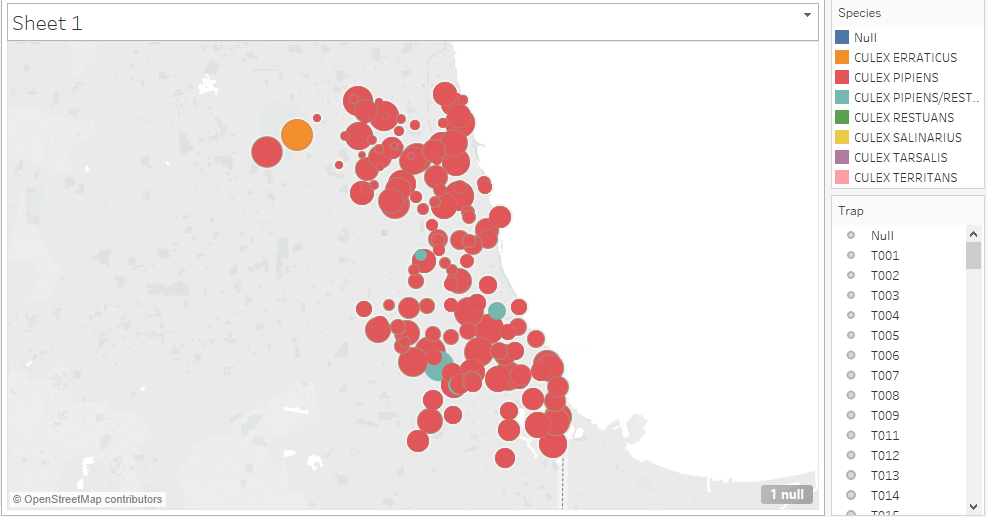 Sheet 1
© OpenStreetMap contributors
1 null
Species
Null
CULEX ERRATICUS
CULEX PIPIENS
CULEX PIPIENS/REST..
CULEX RESTUANS
CULEX SALINARIUS
CULEX TARSALIS
CULEX TERRITANS
Trap
Null
T001
T002
T003
T004
T005
T006
T007
T008
T009
T011
T012
T013
T014
T015